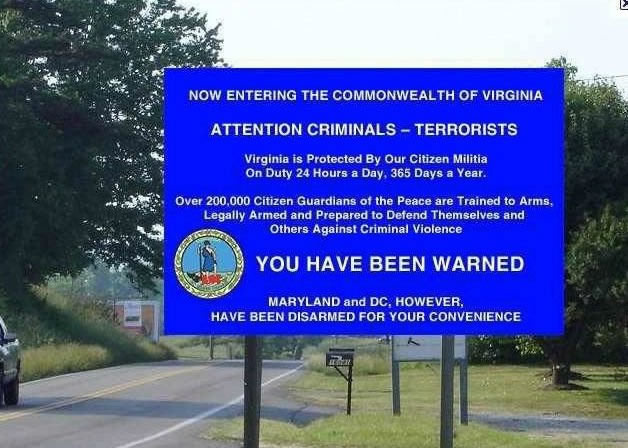 NOW ENTERING THE COMMONWEALTH OF VIRGINIA
ATTENTION CRIMINALS – TERRORISTS
Virginia is Protected By Our Citizen Militia
On Duty 24 Hours a Day, 365 Days a Year.
Over 200,000 Citizen Guardians of the Peace are Trained to Arms,
Legally Armed and Prepared to Defend Themselves and
Others Against Criminal Violence
YOU HAVE BEEN WARNED
MARYLAND and DC, HOWEVER,
HAVE BEEN DISARMED FOR YOUR CONVENIENCE